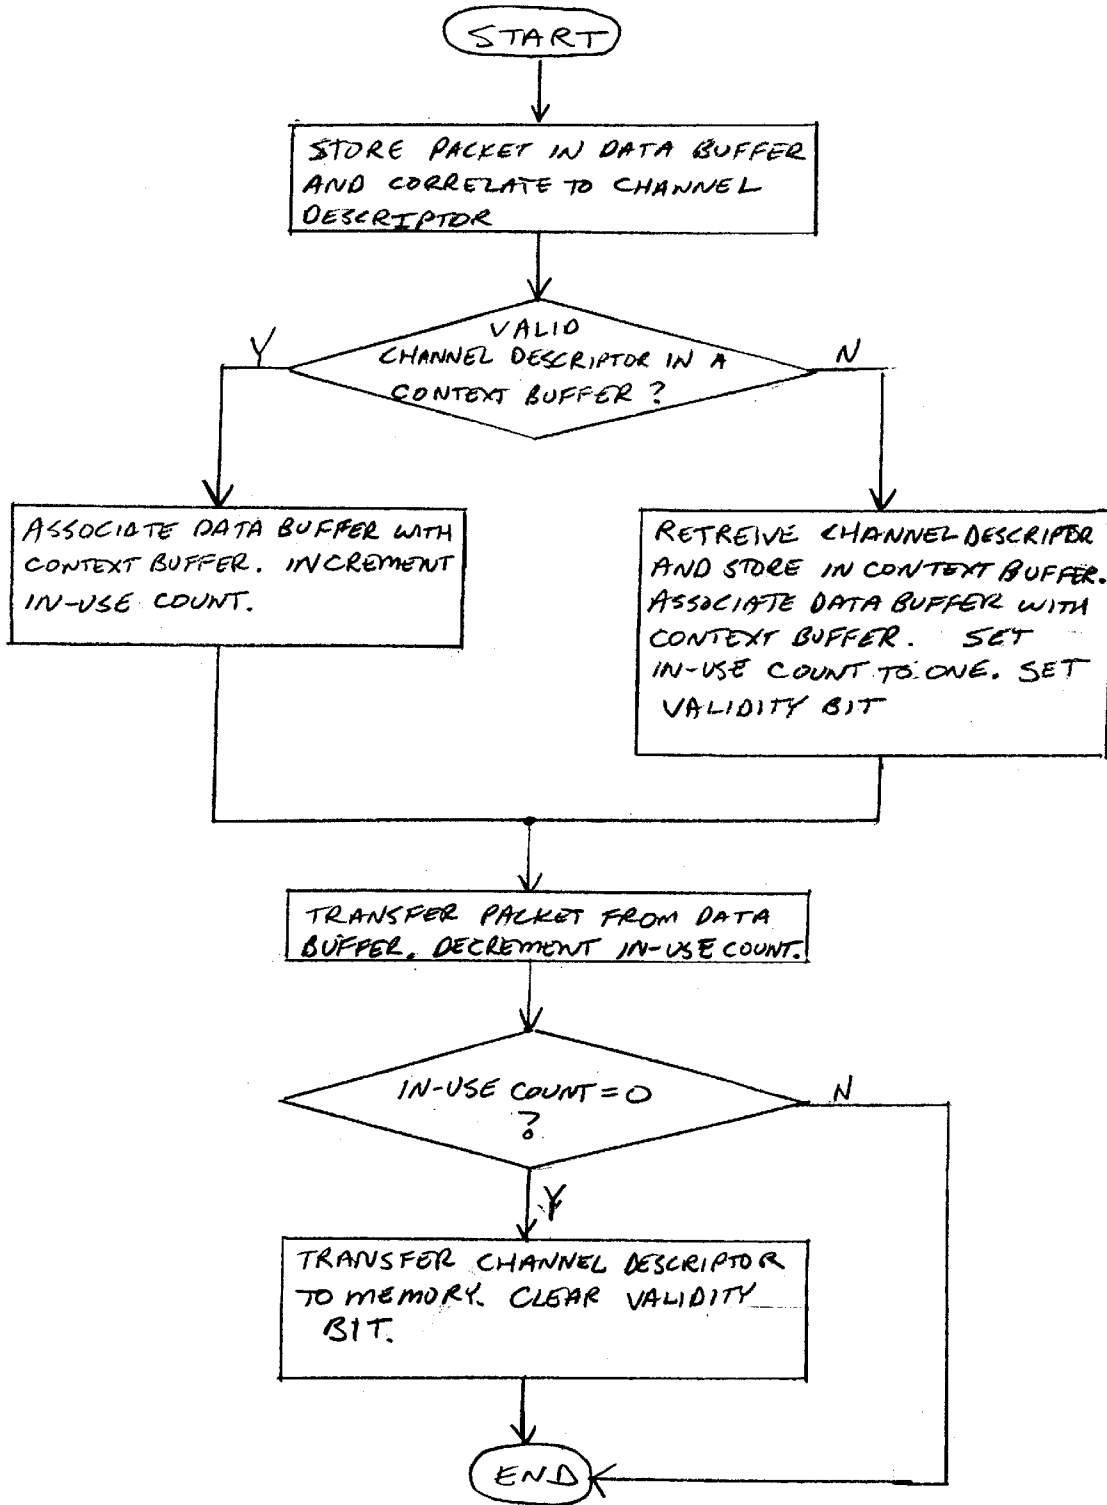 START
STORE PACKET IN DATA BUFFER
AND CORRELATE TO CHANNEL
DESCRIPTOR
VALID
CHANNEL DESCRIPTOR IN A
CONTEXT BUFFER ?
Y
N
ASSOCIATE DATA BUFFER WITH
CONTEXT BUFFER. INCREMENT
IN-USE COUNT.
RETREIVE CHANNEL DESCRIPTOR
AND STORE IN CONTEXT BUFFER.
ASSOCIATE DATA BUFFER WITH
CONTEXT BUFFER. SET
IN-USE COUNT TO ONE. SET
VALIDITY BIT
TRANSFER PACKET FROM DATA
BUFFER. DECREMENT IN-USE COUNT.
IN-USE COUNT = 0
?
N
Y
TRANSFER CHANNEL DESCRIPTOR
TO MEMORY. CLEAR VALIDITY
BIT.
END